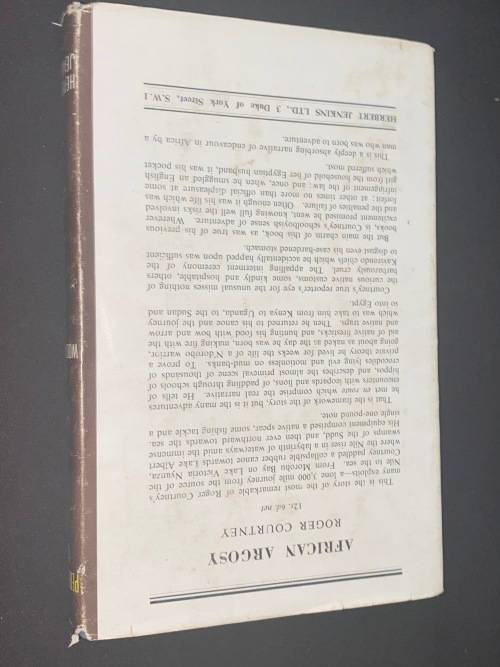 AFRICAN ARGOSY
ROGER COURTNEY
12s. 6d. net
This is the story of the most remarkable of Roger Courtney's
many exploits—a lone 3,000 mile journey from the source of the
Nile to the sea. From Mohoro Bay on Lake Victoria Nyanza,
Courtney paddled a collapsible rubber canoe towards Lake Albert
where the Nile rises in a labyrinth of waterways amid the immense
swamps of the Sudd, and then ever northward towards the sea.
His equipment comprised a native spear, some fishing tackle and a
single one-pound note.
That is the framework of the story, but it is the many adventures
he met en route which comprise the real narrative. He tells of
encounters with leopards and lions, of paddling through schools of
hippo, and describes the almost primeval scene of thousands of
crocodiles lying evil and motionless on mud-banks. To prove a
private theory he lived for weeks the life of a N'dorobo warrior,
going about as naked as the day he was born, making fire with the
aid of native firesticks, and hunting his food with bow and arrow
and native traps. Then he returned to his canoe and the journey
which was to take him from Kenya to Uganda, to the Sudan and
so into Egypt.
Courtney's true reporter's eye for the unusual misses nothing of
the curious native customs, some kindly and hospitable, others
barbarously cruel. The appalling interment ceremony of the
Kavirondo chiefs which he accidentally happed upon was sufficient
to disgust even his case-hardened stomach.
But the main charm of this book, as was true of his previous
books, is Courtney's schoolboyish sense of adventure. Wherever
excitement promised he went, knowing full well the risks involved
and the penalties of failure. Often enough it was his life which was
forfeit: at other times no more than official displeasure at some
infringement of the law: and once, when he smuggled an English
girl from the household of her Egyptian husband, it was his pocket
which suffered most.
This is a deeply absorbing narrative of endeavour in Africa by a
man who was born to adventure.
HERBERT JENKINS LTD., 3 Duke of York Street, S.W.1